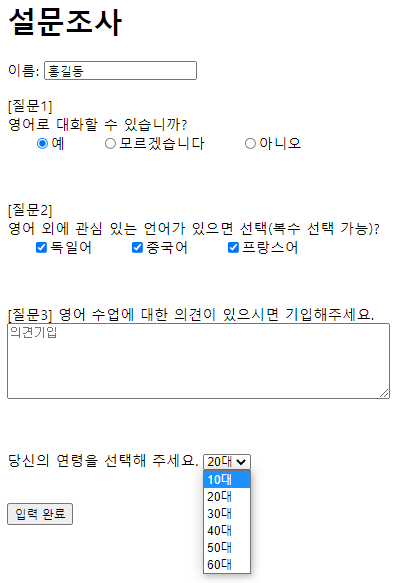 설문조사
이름: 홍길동
[질문1]
영어로 대화할 수 있습니까?
예 모르겠습니다 아니오
[질문2]
영어 외에 관심 있는 언어가 있으면 선택(복수 선택 가능)?
독일어 중국어 프랑스어
[질문3] 영어 수업에 대한 의견이 있으시면 기입해주세요.
의견기입
당신의 연령을 선택해 주세요. 20대
10대
20대
30대
40대
50대
60대
입력 완료